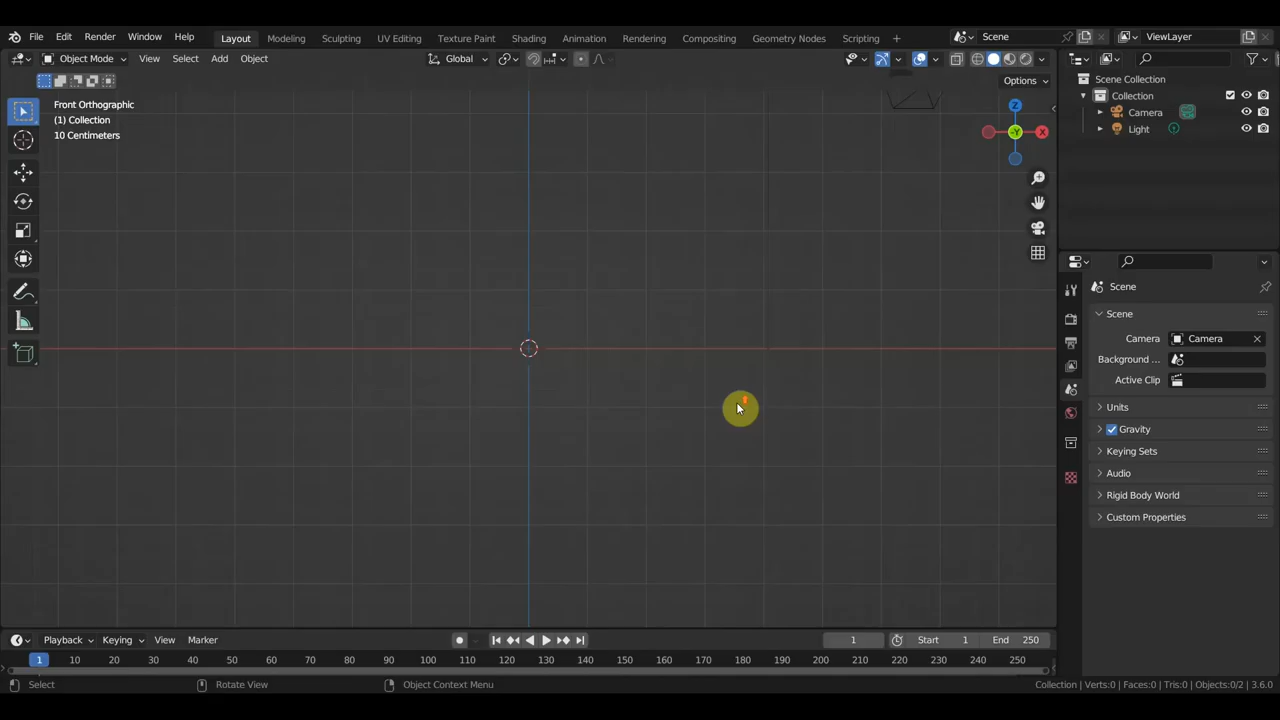 File Edit Render Window Help Layout Modeling Sculpting UV Editing Texture Paint Shading Animation Rendering Compositing Geometry Nodes Scripting + Scene ViewLayer
Object Mode View Select Add Object Global
Options
Front Orthographic
(1) Collection
10 Centimeters
Z
-Y
X
Scene Collection
Collection
Camera
Light
Scene
Scene
Camera Camera
Background ...
Active Clip
Units
Gravity
Keying Sets
Audio
Rigid Body World
Custom Properties
Playback Keying View Marker 1 Start 1 End 250
1 10 20 30 40 50 60 70 80 90 100 110 120 130 140 150 160 170 180 190 200 210 220 230 240 250
Select Rotate View Object Context Menu Collection | Verts:0 | Faces:0 | Tris:0 | Objects:0/2 | 3.6.0